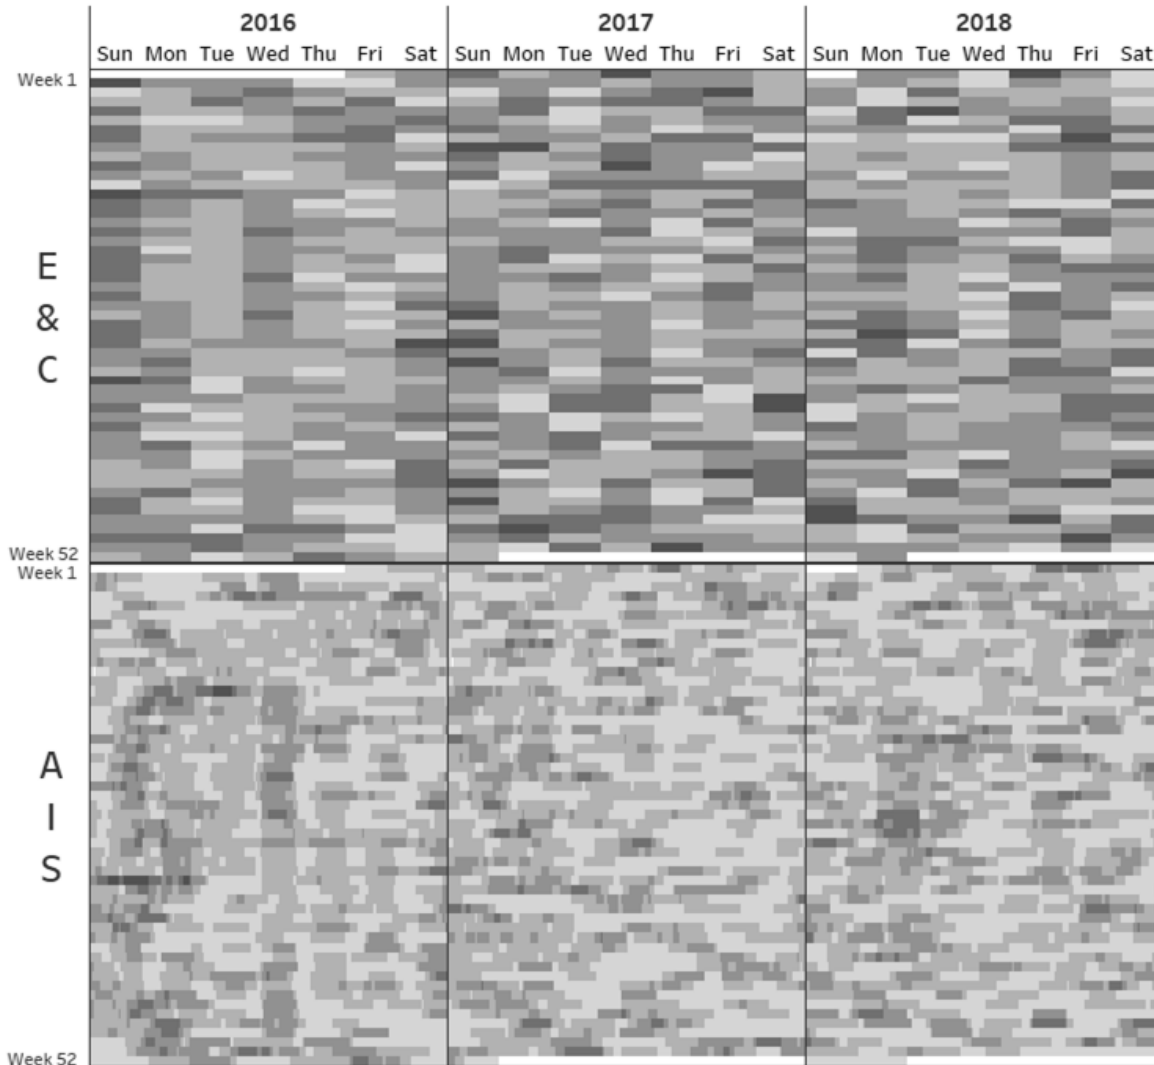 2016 2017 2018
Sun Mon Tue Wed Thu Fri Sat Sun Mon Tue Wed Thu Fri Sat Sun Mon Tue Wed Thu Fri Sat
Week 1
E
&
C
Week 52
Week 1
A
I
S
Week 52